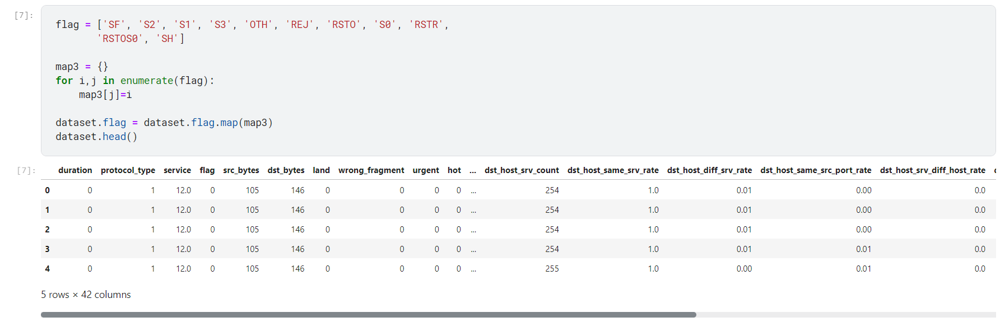 [7]:
flag = ['SF', 'S2', 'S1', 'S3', 'OTH', 'REJ', 'RSTO', 'S0', 'RSTR',
'RSTOS0', 'SH']
map3 = {}
for i,j in enumerate(flag):
map3[j]=i
dataset.flag = dataset.flag.map(map3)
dataset.head()
[7]:
duration protocol_type service flag src_bytes dst_bytes land wrong_fragment urgent hot ... dst_host_srv_count dst_host_same_srv_rate dst_host_diff_srv_rate dst_host_same_src_port_rate dst_host_srv_diff_host_rate
0 0 1 12.0 0 105 146 0 0 0 0 ... 254 1.0 0.01 0.00 0.0
1 0 1 12.0 0 105 146 0 0 0 0 ... 254 1.0 0.01 0.00 0.0
2 0 1 12.0 0 105 146 0 0 0 0 ... 254 1.0 0.01 0.00 0.0
3 0 1 12.0 0 105 146 0 0 0 0 ... 254 1.0 0.01 0.01 0.0
4 0 1 12.0 0 105 146 0 0 0 0 ... 255 1.0 0.00 0.01 0.0
5 rows × 42 columns